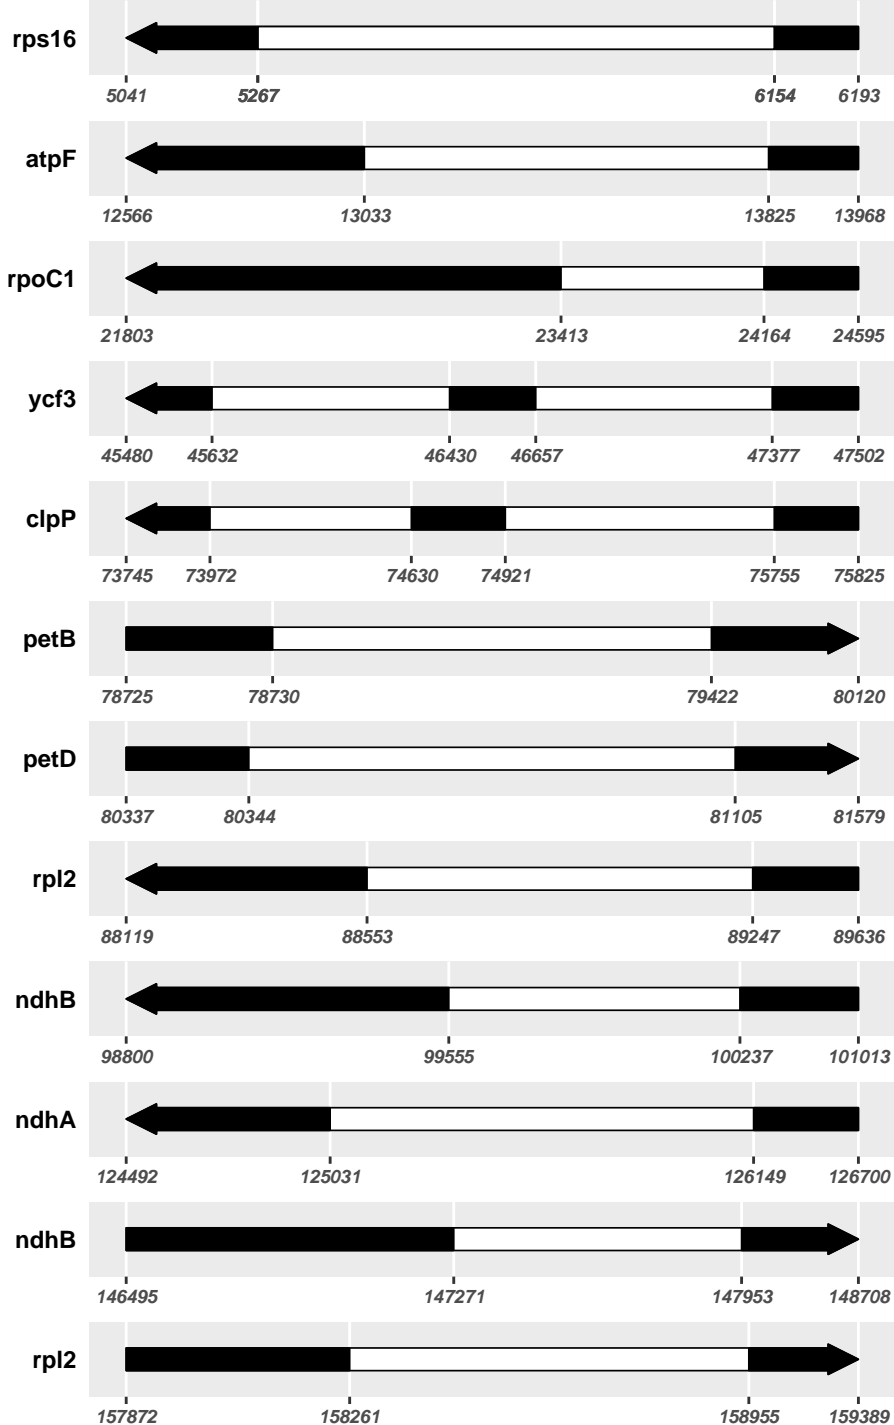 rps16
5041 5267 6154 6193
atpF
12566 13033 13825 13968
rpoC1
21803 23413 24164 24595
ycf3
45480 45632 46430 46657 47377 47502
clpP
73745 73972 74630 74921 75755 75825
petB
78725 78730 79422 80120
petD
80337 80344 81105 81579
rpl2
88119 88553 89247 89636
ndhB
98800 99555 100237 101013
ndhA
124492 125031 126149 126700
ndhB
146495 147271 147953 148708
rpl2
157872 158261 158955 159389